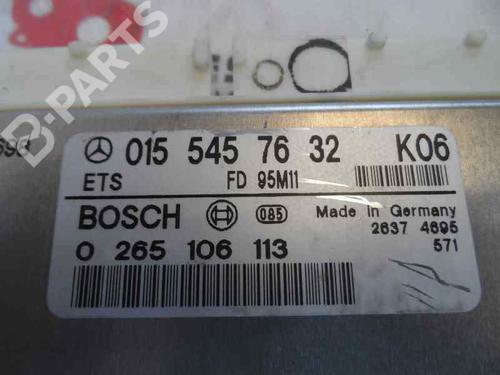 B-PARTS
698
015 545 76 32 K06
ETS FD 95M11
BOSCH 085 Made in Germany
2637 4695
0 265 106 113 571